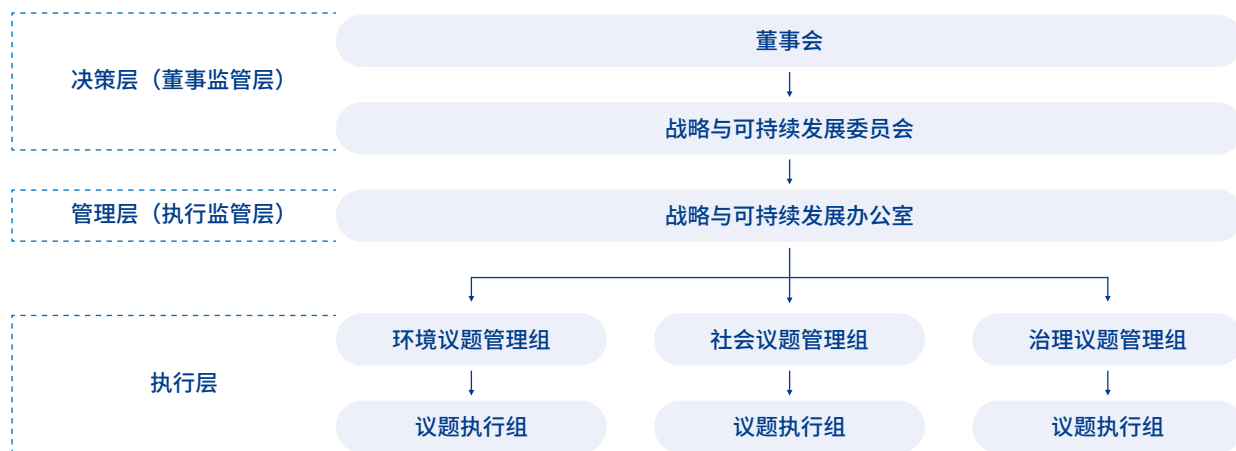 董事会
决策层（董事监管层）
战略与可持续发展委员会
管理层（执行监管层）
战略与可持续发展办公室
环境议题管理组
社会议题管理组
治理议题管理组
执行层
议题执行组
议题执行组
议题执行组